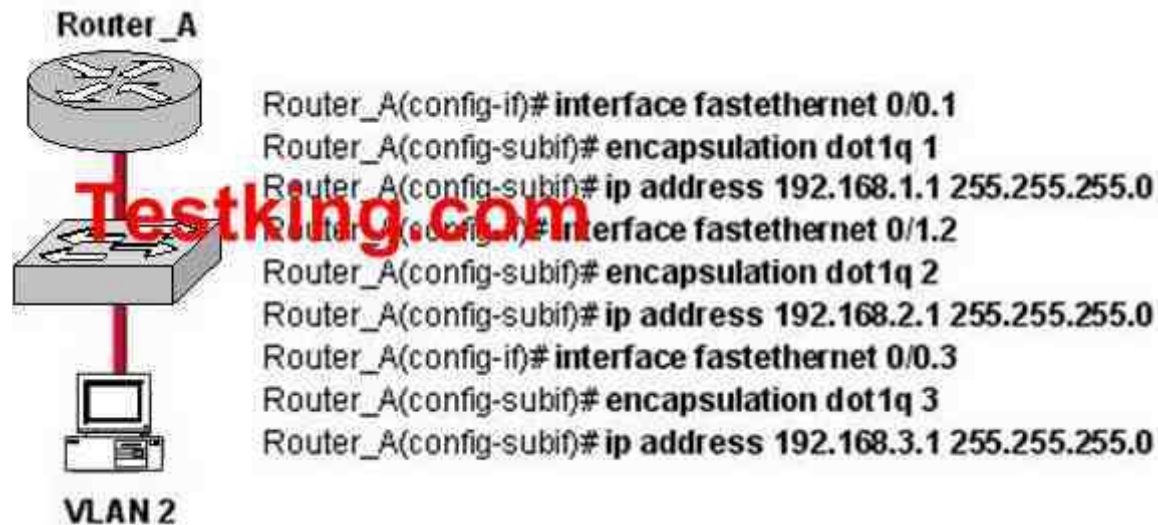 Router_A
Router_A(config-if)# interface fastethernet 0/0.1
Router_A(config-subif)# encapsulation dot1q 1
Router_A(config-subif)# ip address 192.168.1.1 255.255.255.0
Testking.com
Router_A(config-if)# interface fastethernet 0/1.2
Router_A(config-subif)# encapsulation dot1q 2
Router_A(config-subif)# ip address 192.168.2.1 255.255.255.0
Router_A(config-if)# interface fastethernet 0/0.3
Router_A(config-subif)# encapsulation dot1q 3
Router_A(config-subif)# ip address 192.168.3.1 255.255.255.0
VLAN 2